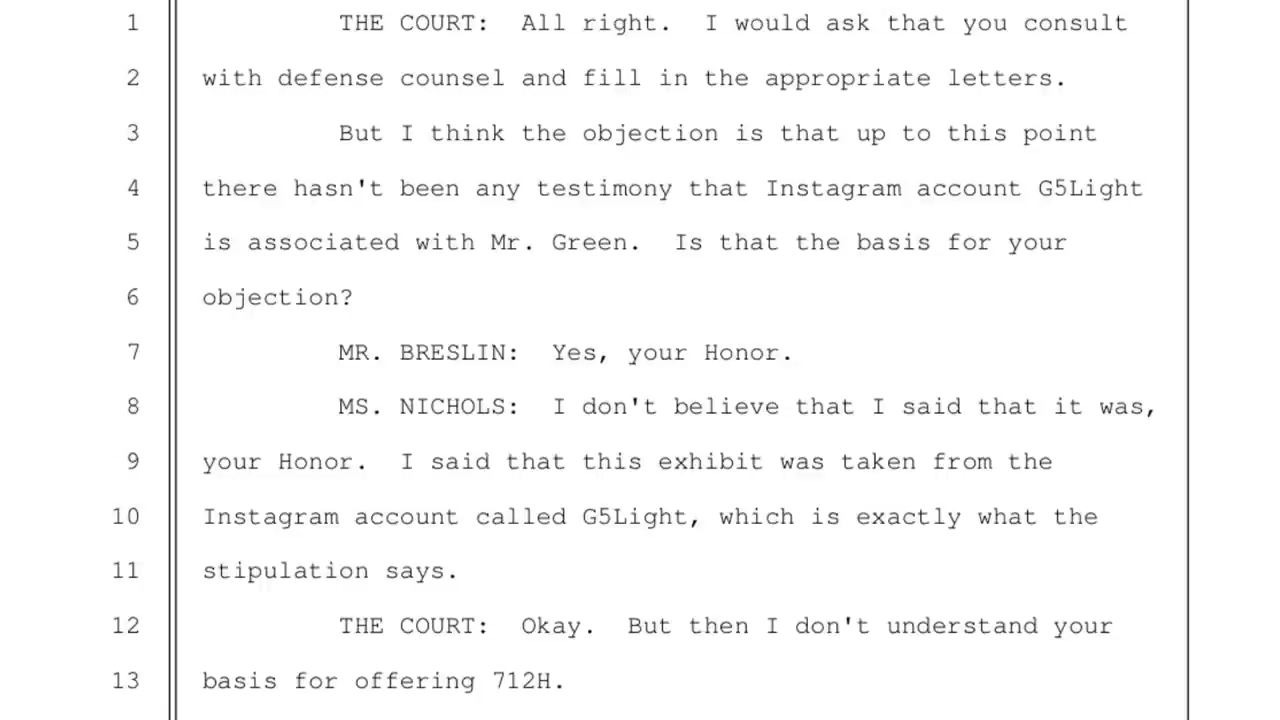 1 THE COURT: All right. I would ask that you consult
2 with defense counsel and fill in the appropriate letters.
3 But I think the objection is that up to this point
4 there hasn't been any testimony that Instagram account G5Light
5 is associated with Mr. Green. Is that the basis for your
6 objection?
7 MR. BRESLIN: Yes, your Honor.
8 MS. NICHOLS: I don't believe that I said that it was,
9 your Honor. I said that this exhibit was taken from the
10 Instagram account called G5Light, which is exactly what the
11 stipulation says.
12 THE COURT: Okay. But then I don't understand your
13 basis for offering 712H.